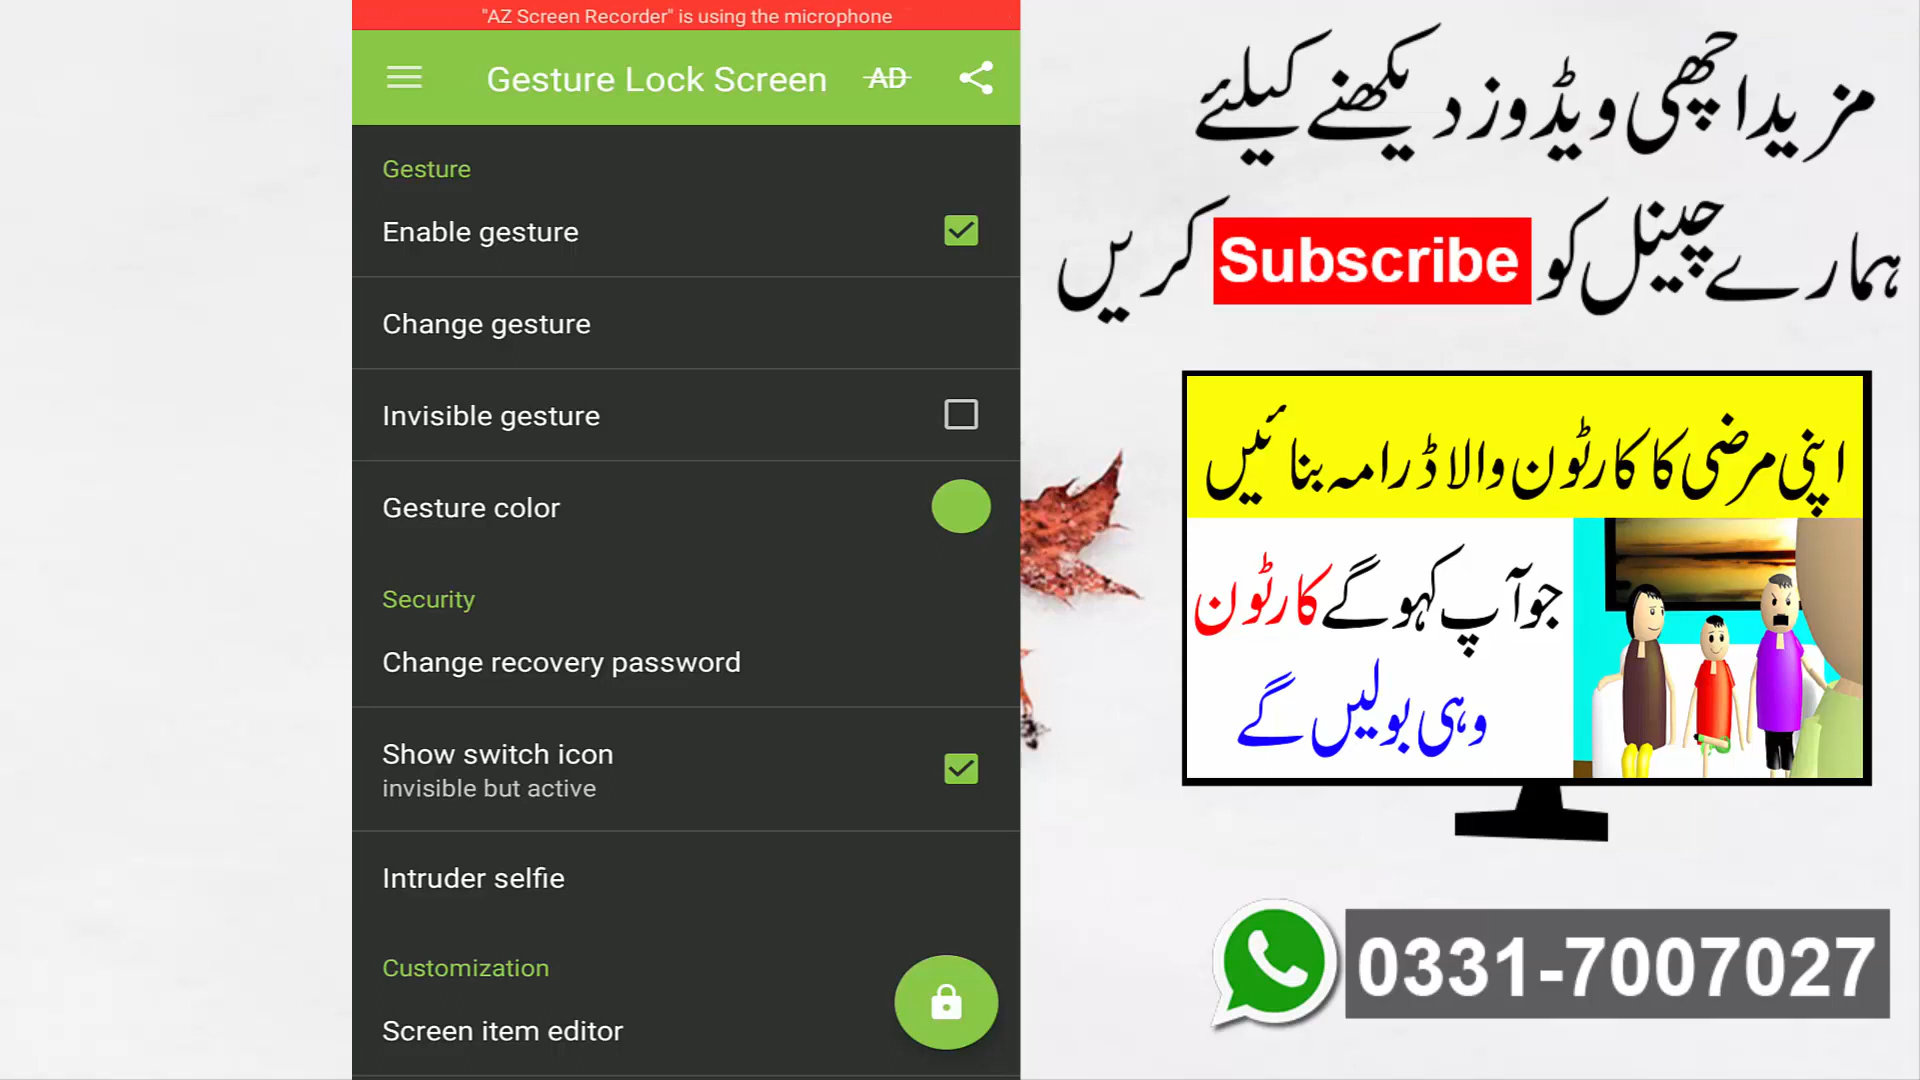 "AZ Screen Recorder" is using the microphone
Gesture Lock Screen AD
Gesture
Enable gesture
Change gesture
Invisible gesture
Gesture color
Security
Change recovery password
Show switch icon
invisible but active
Intruder selfie
Customization
Screen item editor
مزید اچھی ویڈوز دیکھنے کیلئے
ہمارے چینل کو Subscribe کریں
اپنی مرضی کا کارٹون والا ڈرامہ بنائیں
جو آپ کہو گے کارٹون
وہی بولیں گے
0331-7007027